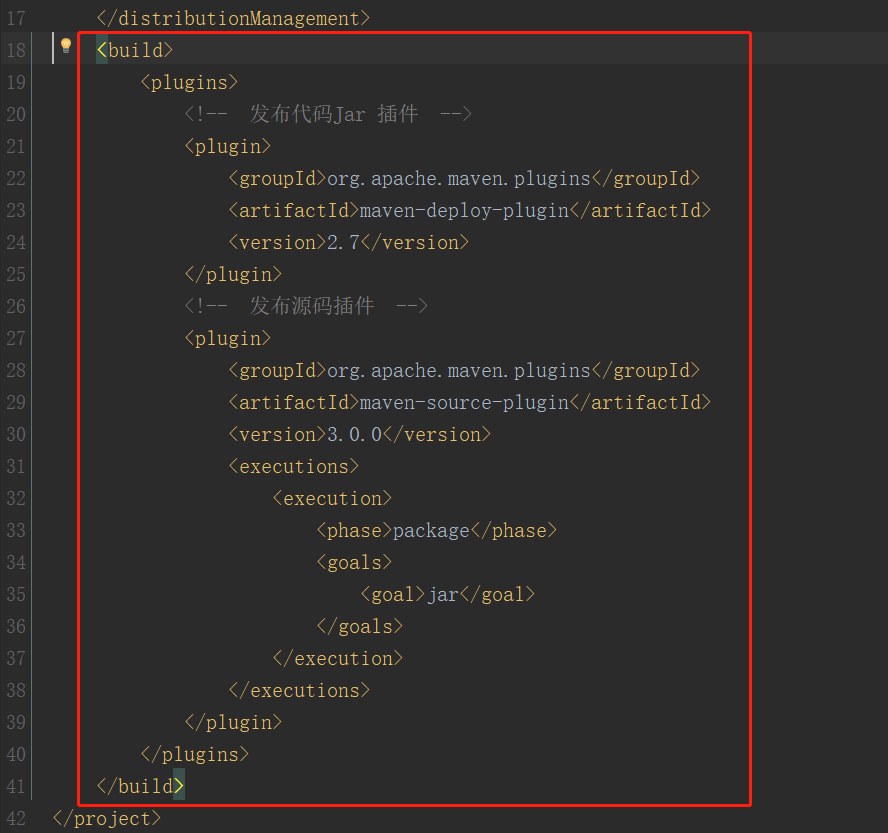 17 </distributionManagement>
18 <build>
19 <plugins>
20 <!-- 发布代码Jar 插件 -->
21 <plugin>
22 <groupId>org.apache.maven.plugins</groupId>
23 <artifactId>maven-deploy-plugin</artifactId>
24 <version>2.7</version>
25 </plugin>
26 <!-- 发布源码插件 -->
27 <plugin>
28 <groupId>org.apache.maven.plugins</groupId>
29 <artifactId>maven-source-plugin</artifactId>
30 <version>3.0.0</version>
31 <executions>
32 <execution>
33 <phase>package</phase>
34 <goals>
35 <goal>jar</goal>
36 </goals>
37 </execution>
38 </executions>
39 </plugin>
40 </plugins>
41 </build>
42 </project>